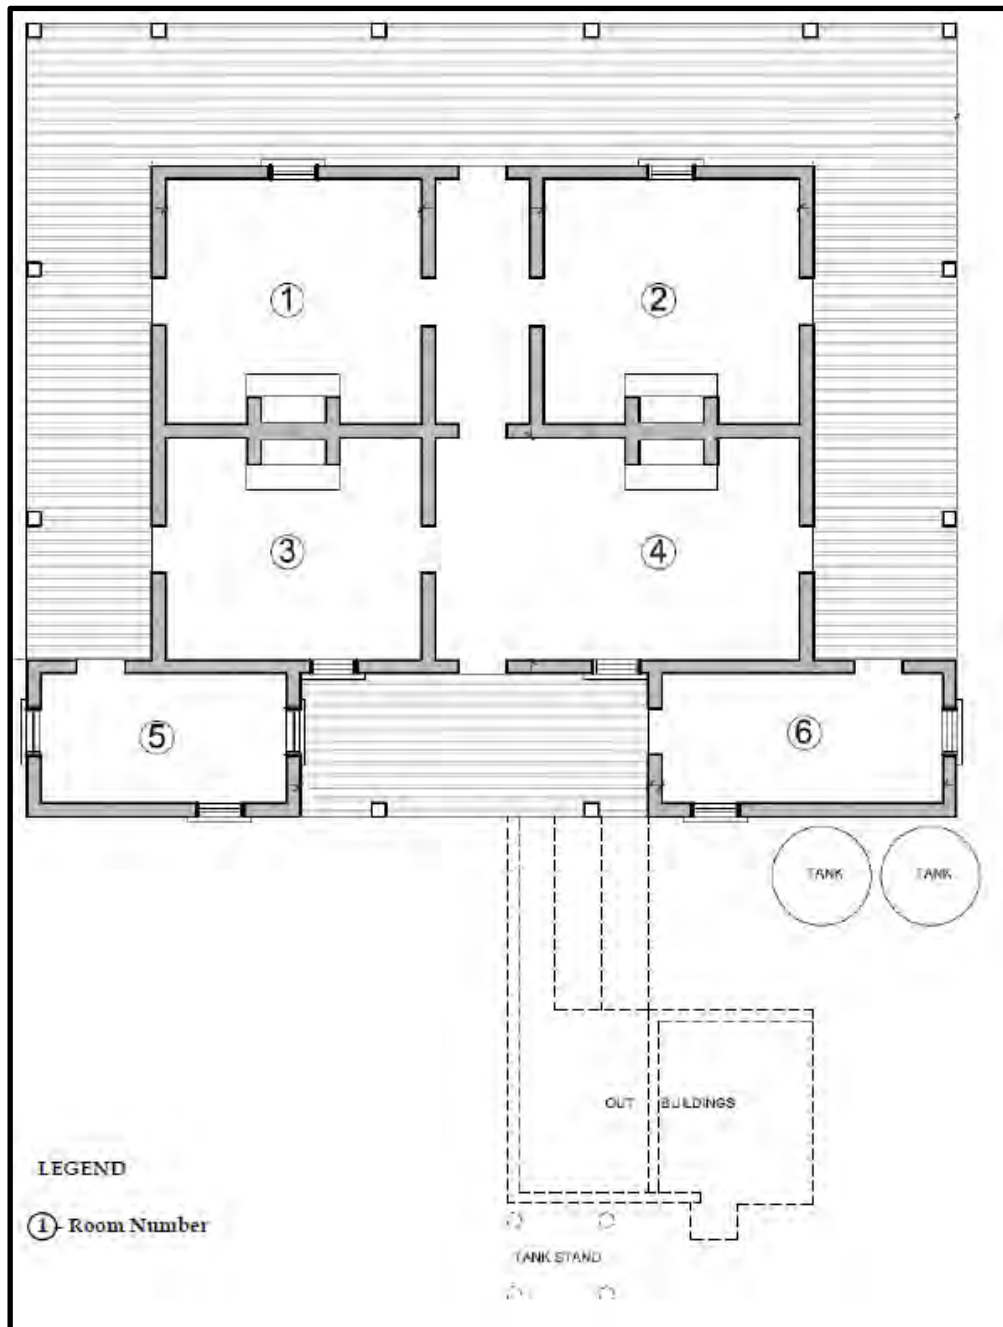 1
2
3
4
5
6
TANK
TANK
OUT BUILDINGS
LEGEND
1 - Room Number
TANK STAND